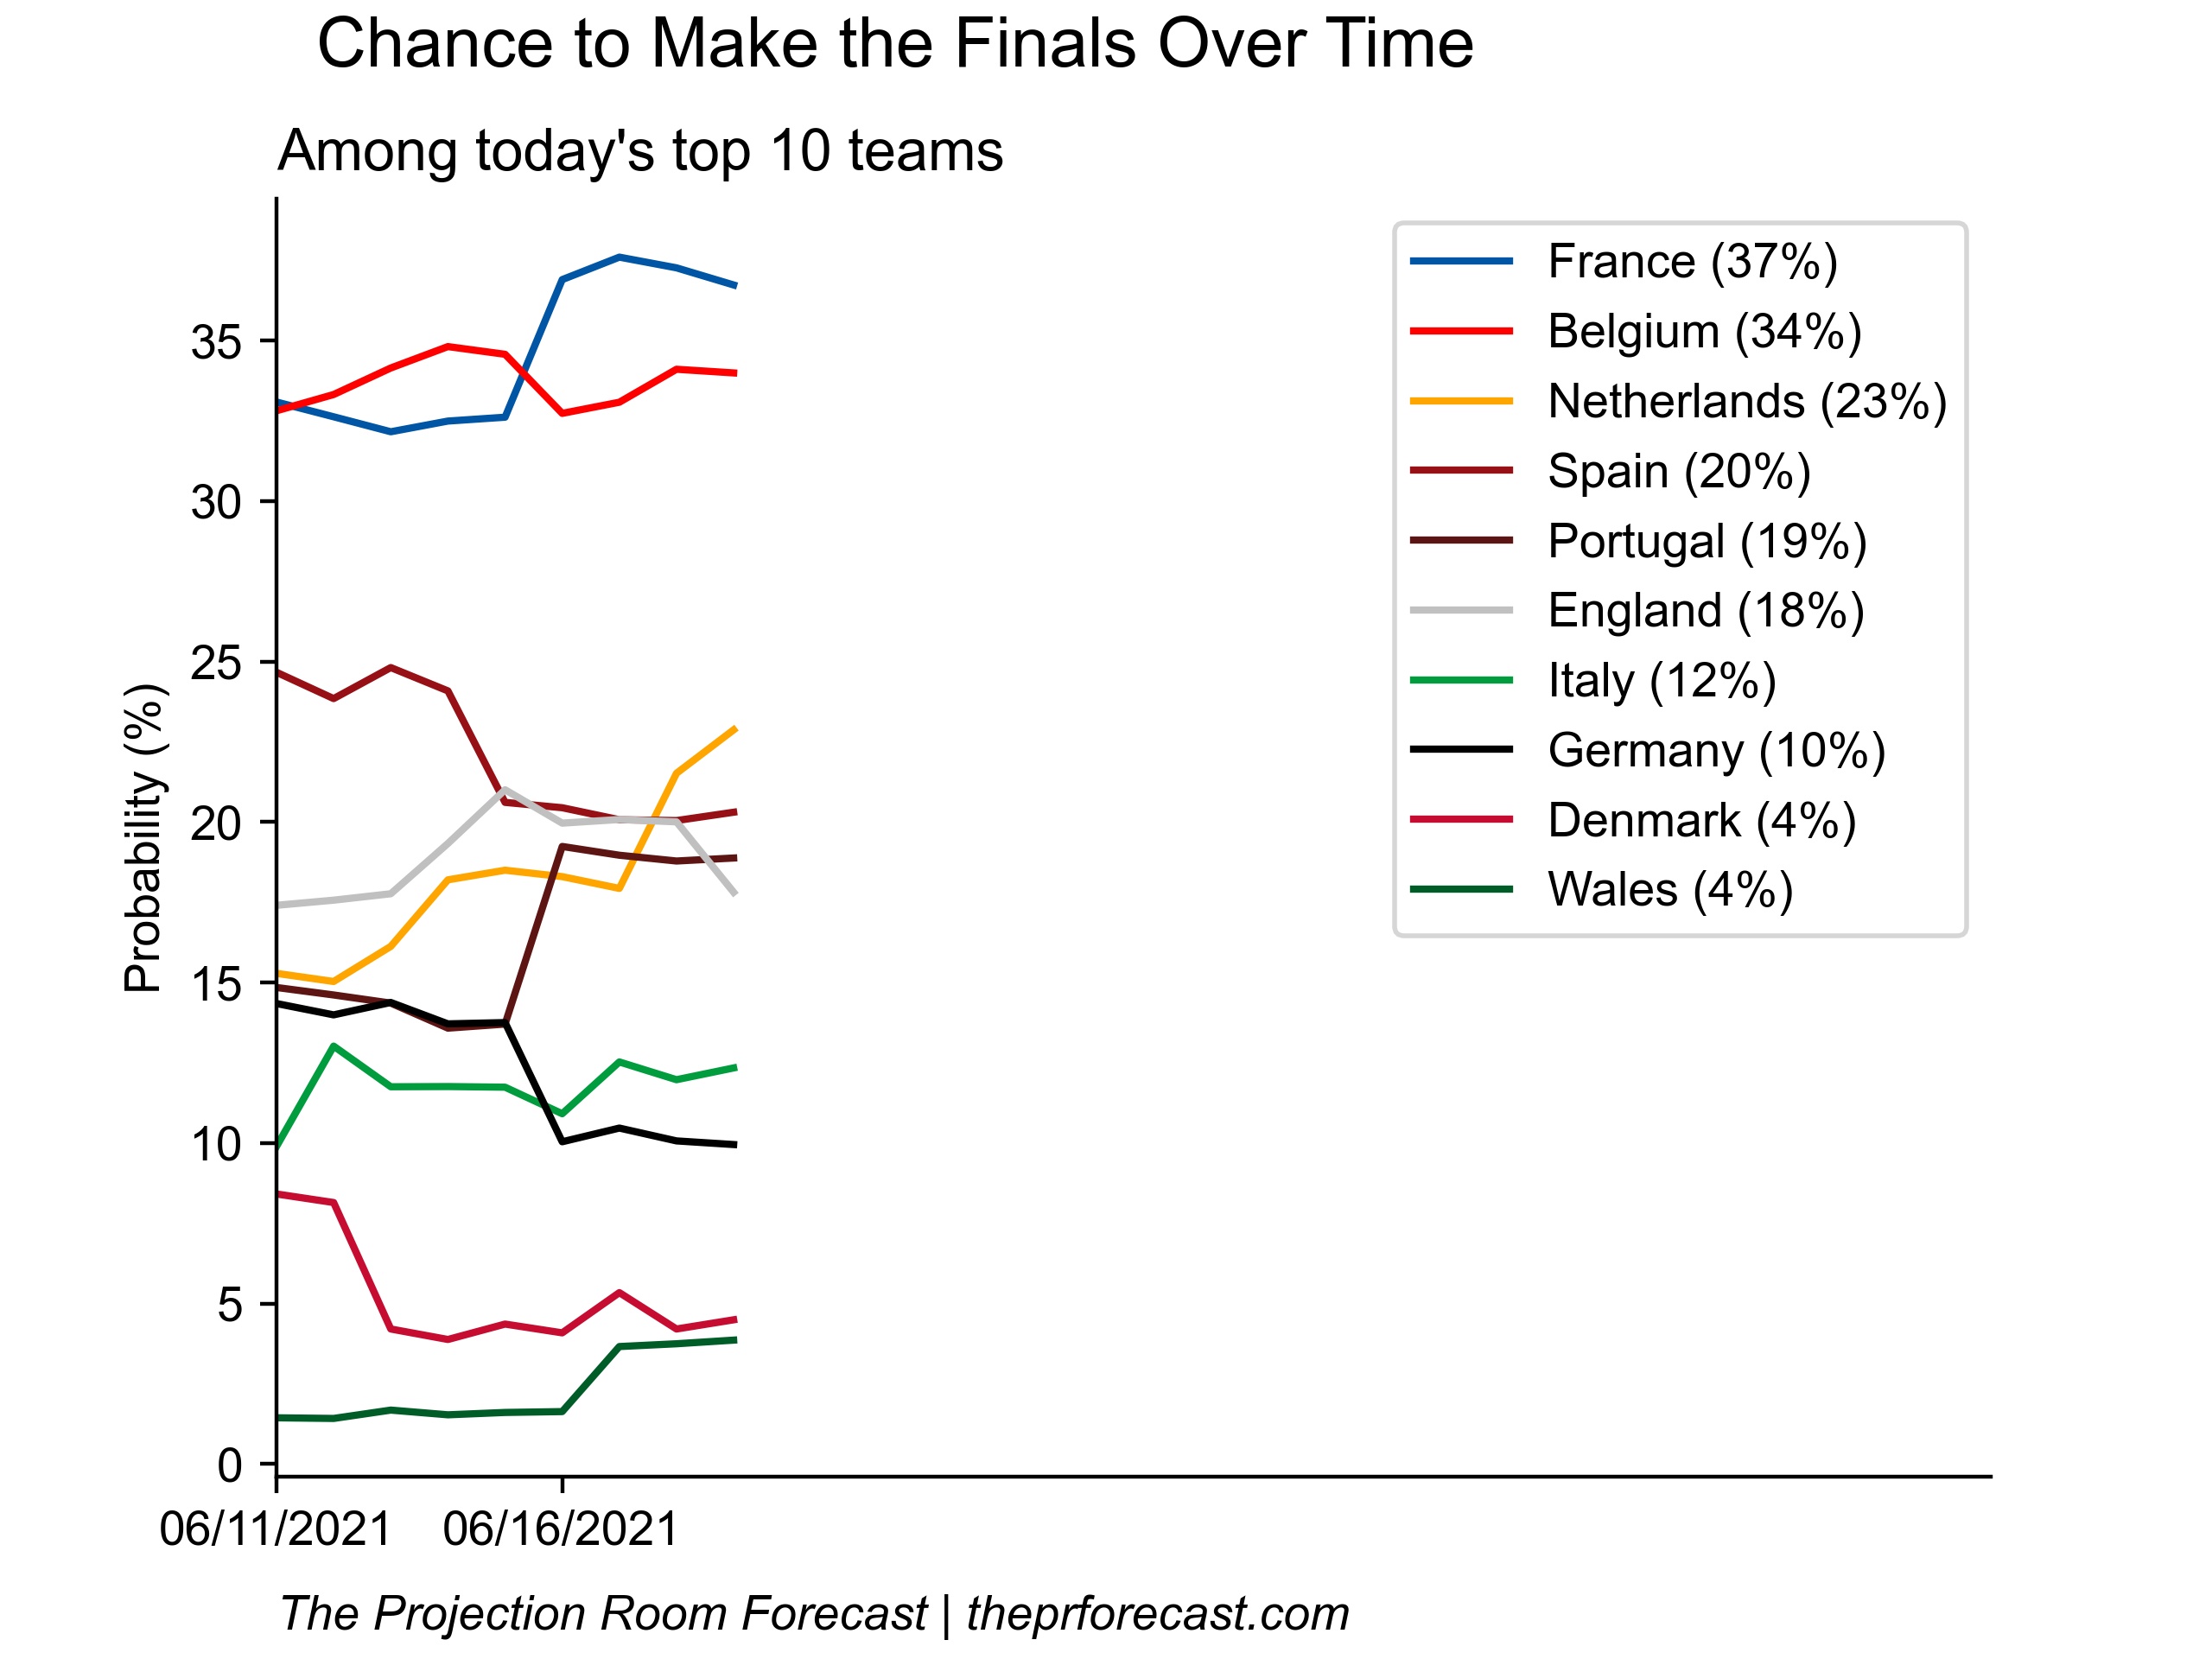 Chance to Make the Finals Over Time
Among today's top 10 teams
Probability (%)
35
30
25
20
15
10
5
0
06/11/2021 06/16/2021
France (37%)
Belgium (34%)
Netherlands (23%)
Spain (20%)
Portugal (19%)
England (18%)
Italy (12%)
Germany (10%)
Denmark (4%)
Wales (4%)
The Projection Room Forecast | theprforecast.com